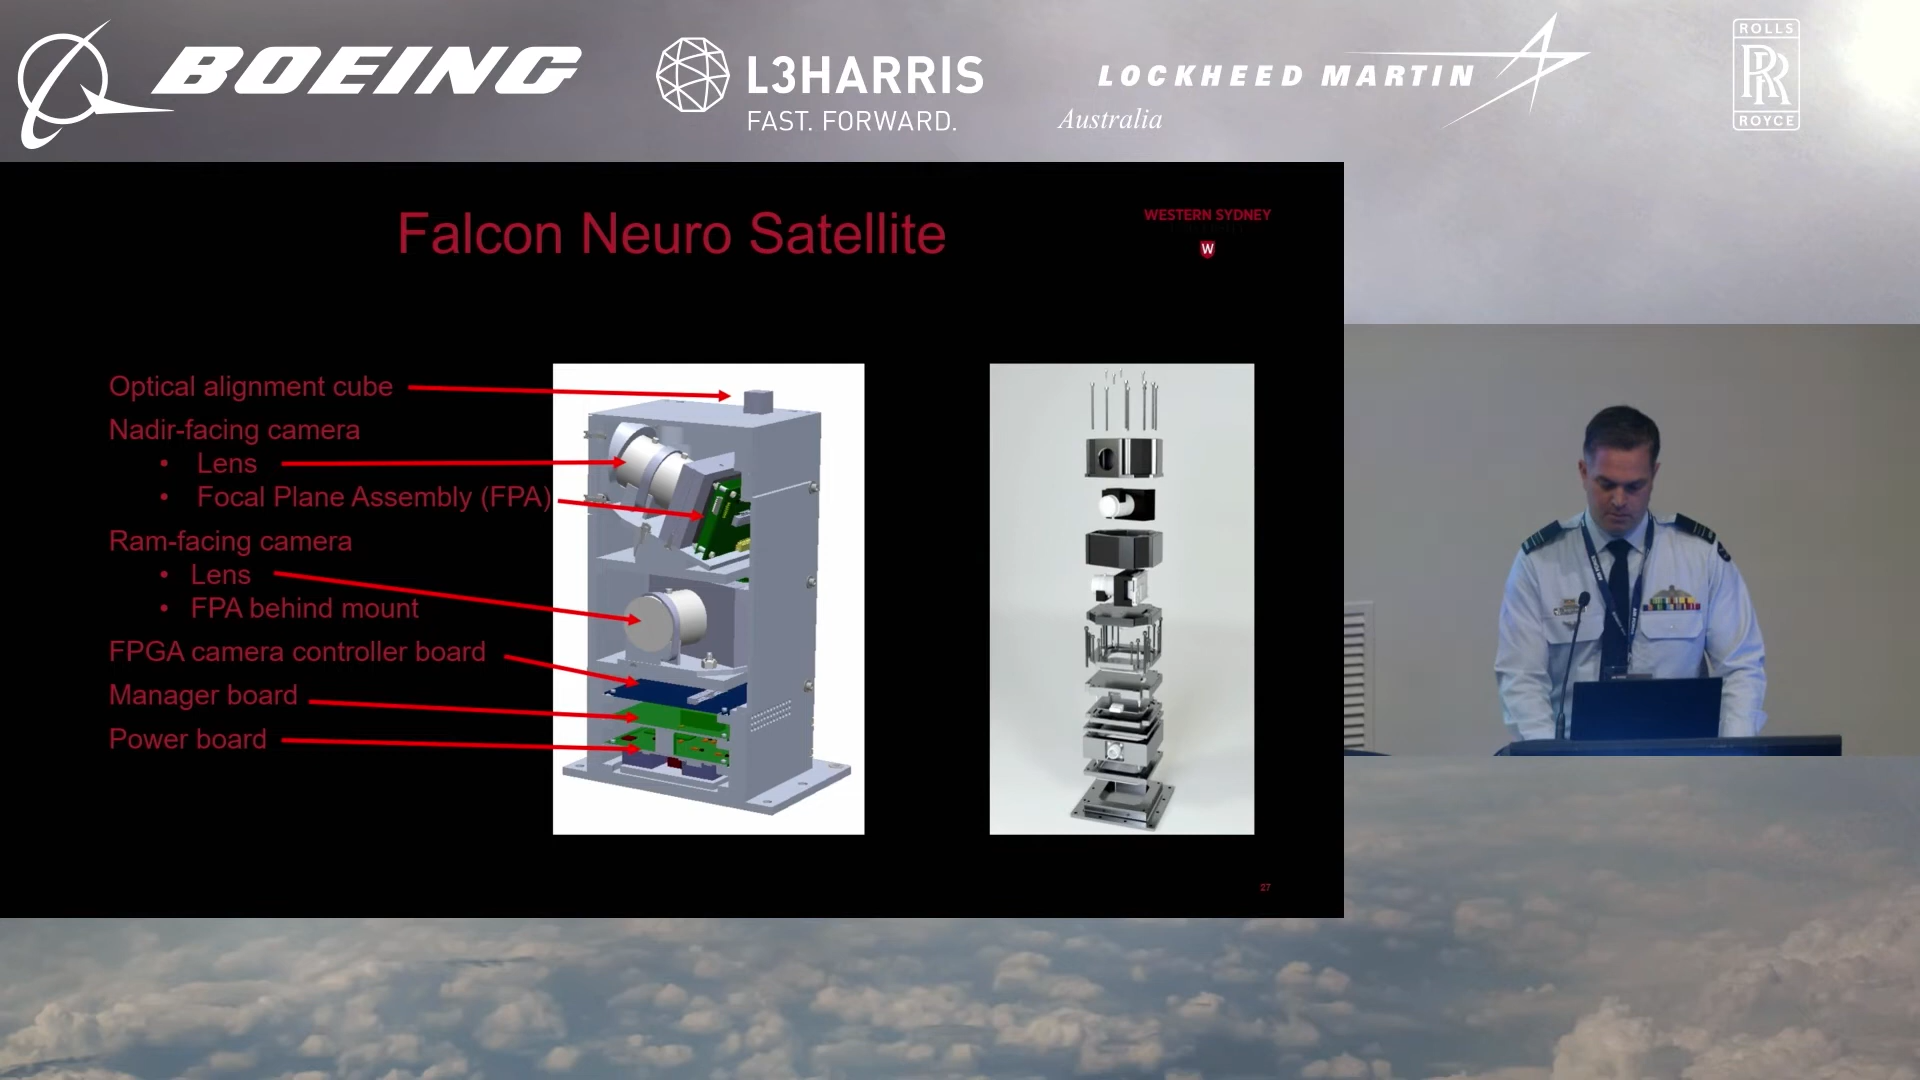 BOEING
L3HARRIS
FAST. FORWARD.
LOCKHEED MARTIN
Australia
ROLLS
RR
ROYCE
Falcon Neuro Satellite
WESTERN SYDNEY
W
Optical alignment cube
Nadir-facing camera
• Lens
• Focal Plane Assembly (FPA)
Ram-facing camera
• Lens
• FPA behind mount
FPGA camera controller board
Manager board
Power board
27